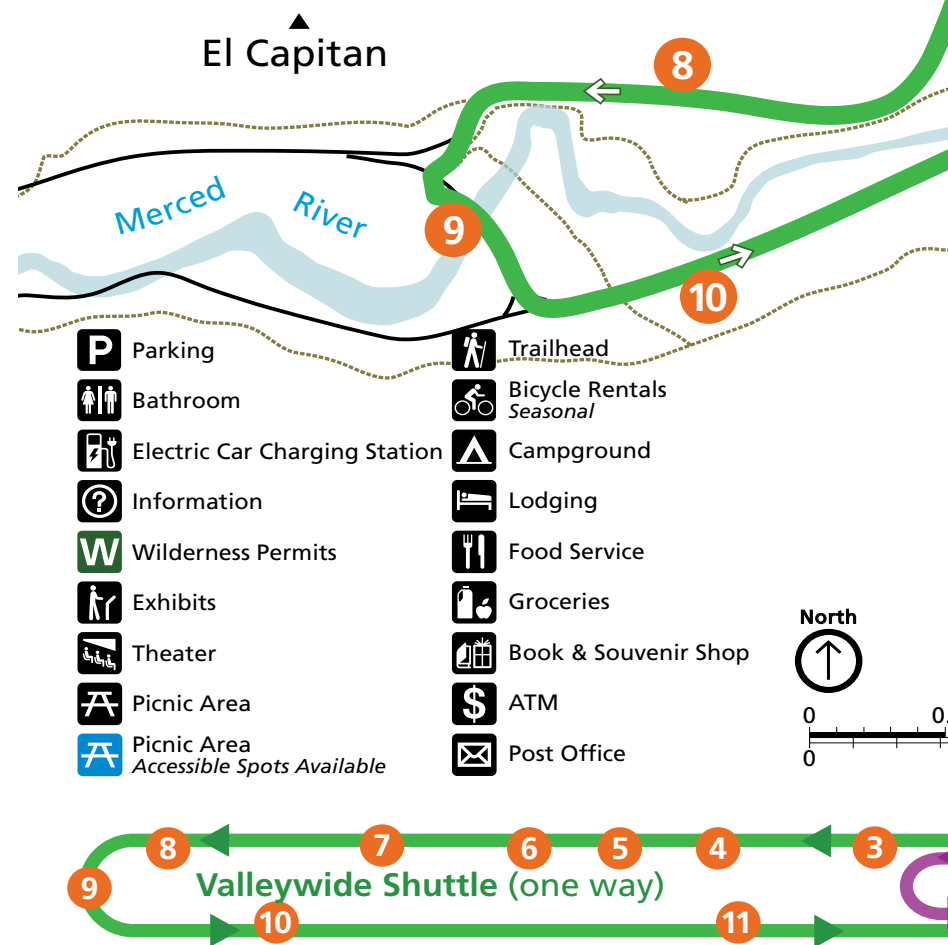 El Capitan
8
Merced River
9
10
P Parking
Bathroom
Electric Car Charging Station
? Information
W Wilderness Permits
Exhibits
Theater
Picnic Area
Picnic Area
Accessible Spots Available
Trailhead
Bicycle Rentals
Seasonal
Campground
Lodging
Food Service
Groceries
Book & Souvenir Shop
$ ATM
Post Office
North
0 0.
0
8 7 6 5 4 3
9 Valleywide Shuttle (one way)
10 11